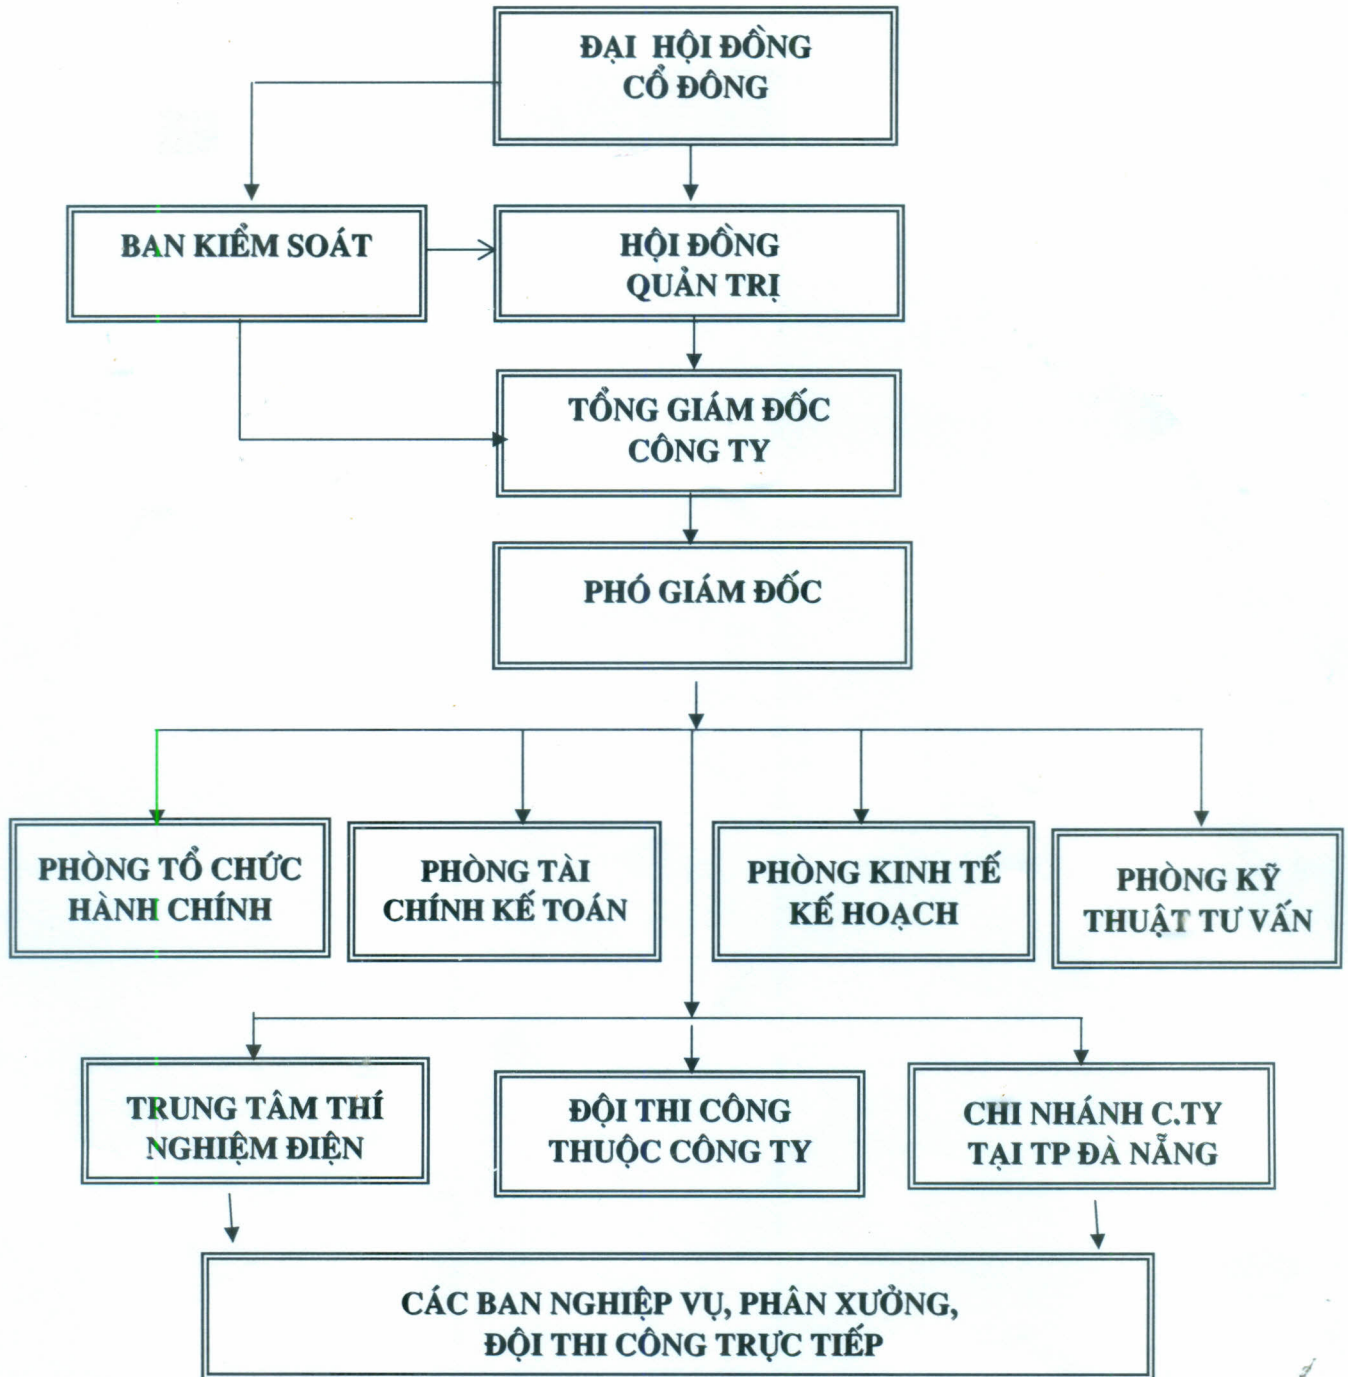 ĐẠI HỘI ĐỒNG
CỔ ĐÔNG
BAN KIỂM SOÁT
HỘI ĐỒNG
QUẢN TRỊ
TỔNG GIÁM ĐỐC
CÔNG TY
PHÓ GIÁM ĐỐC
PHÒNG TỔ CHỨC
HÀNH CHÍNH
PHÒNG TÀI
CHÍNH KẾ TOÁN
PHÒNG KINH TẾ
KẾ HOẠCH
PHÒNG KỸ
THUẬT TƯ VẤN
TRUNG TÂM THÍ
NGHIỆM ĐIỆN
ĐỘI THI CÔNG
THUỘC CÔNG TY
CHI NHÁNH C.TY
TẠI TP ĐÀ NẴNG
CÁC BAN NGHIỆP VỤ, PHÂN XƯỞNG,
ĐỘI THI CÔNG TRỰC TIẾP